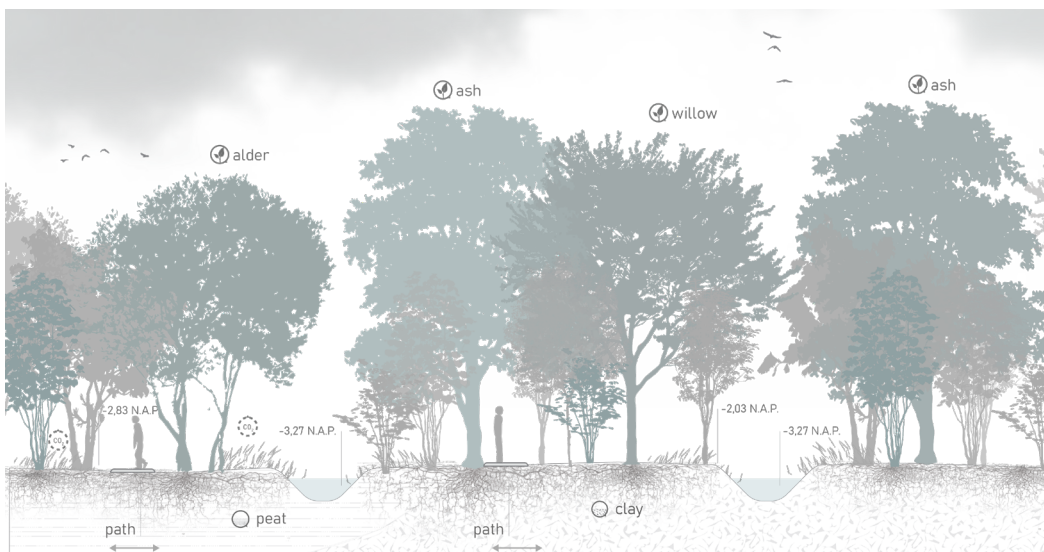 ash
ash
willow
alder
-2,83 N.A.P.
-2,03 N.A.P.
-3,27 N.A.P.
-3,27 N.A.P.
CO₂
CO₂
peat
clay
path
path